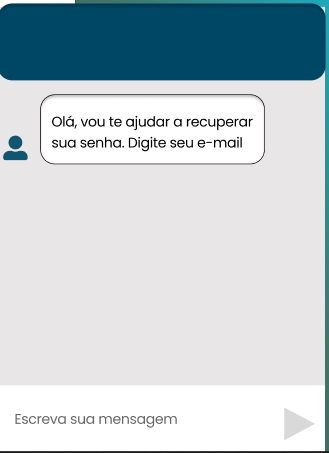 Olá, vou te ajudar a recuperar
sua senha. Digite seu e-mail
Escreva sua mensagem